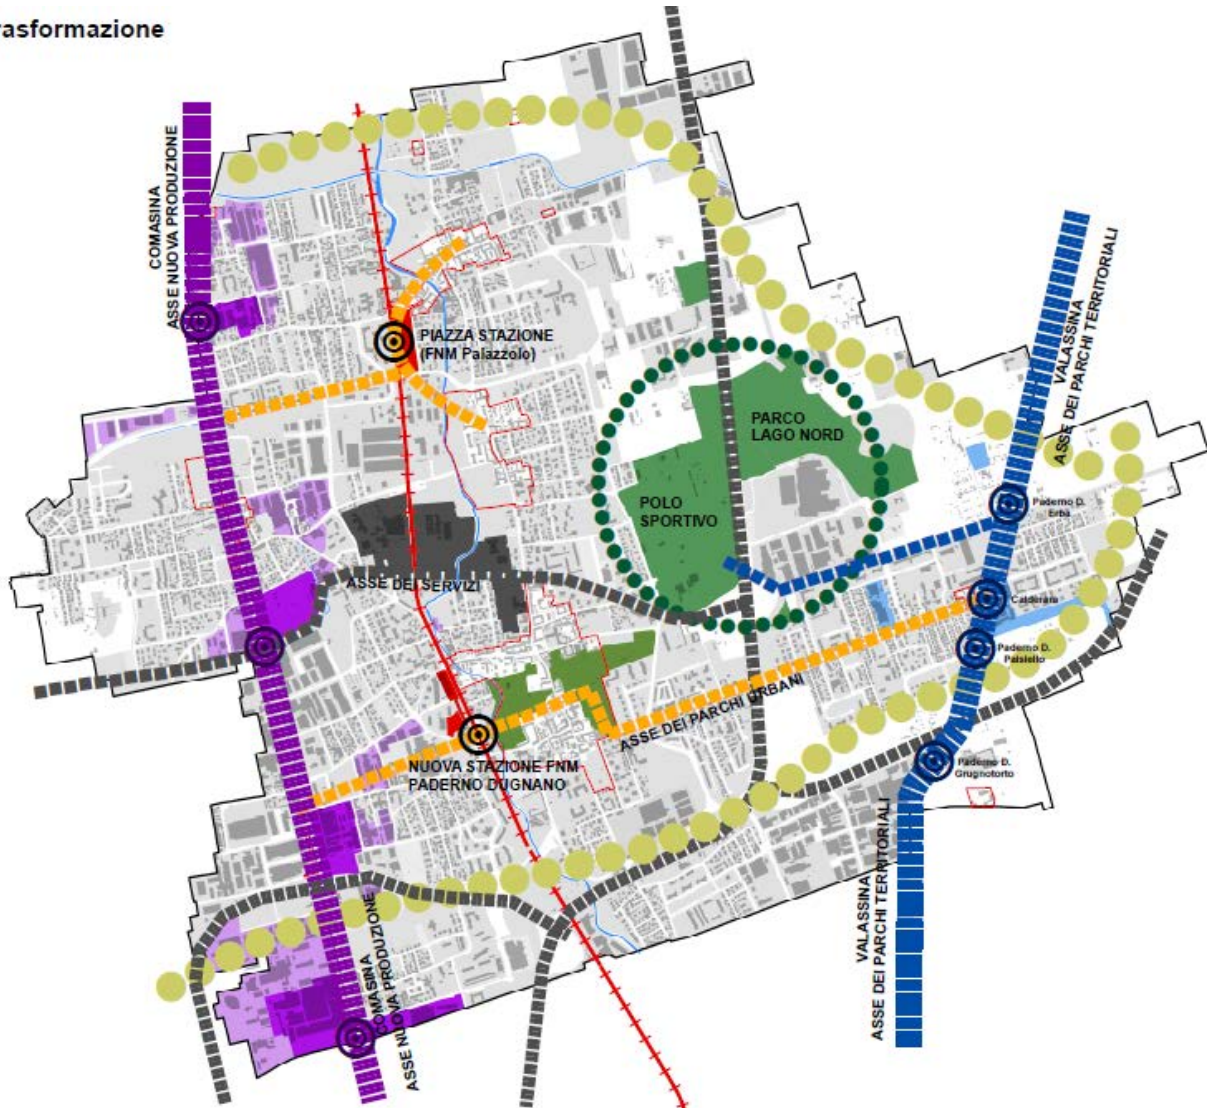 rasformazione
COMASINA
ASSE NUOVA PRODUZIONE
VALASSINA
ASSE DEI PARCHI TERRITORIALI
PIAZZA STAZIONE
(FNM Palazzolo)
PARCO
LAGO NORD
POLO
SPORTIVO
Paderno D.
Erba
ASSE DEI SERVIZI
Calderara
Paderno D.
Paisiello
ASSE DEI PARCHI URBANI
NUOVA STAZIONE FNM
PADERNO DUGNANO
Paderno D.
Grugnotorto
VALASSINA
ASSE DEI PARCHI TERRITORIALI
COMASINA
ASSE NUOVA PRODUZIONE